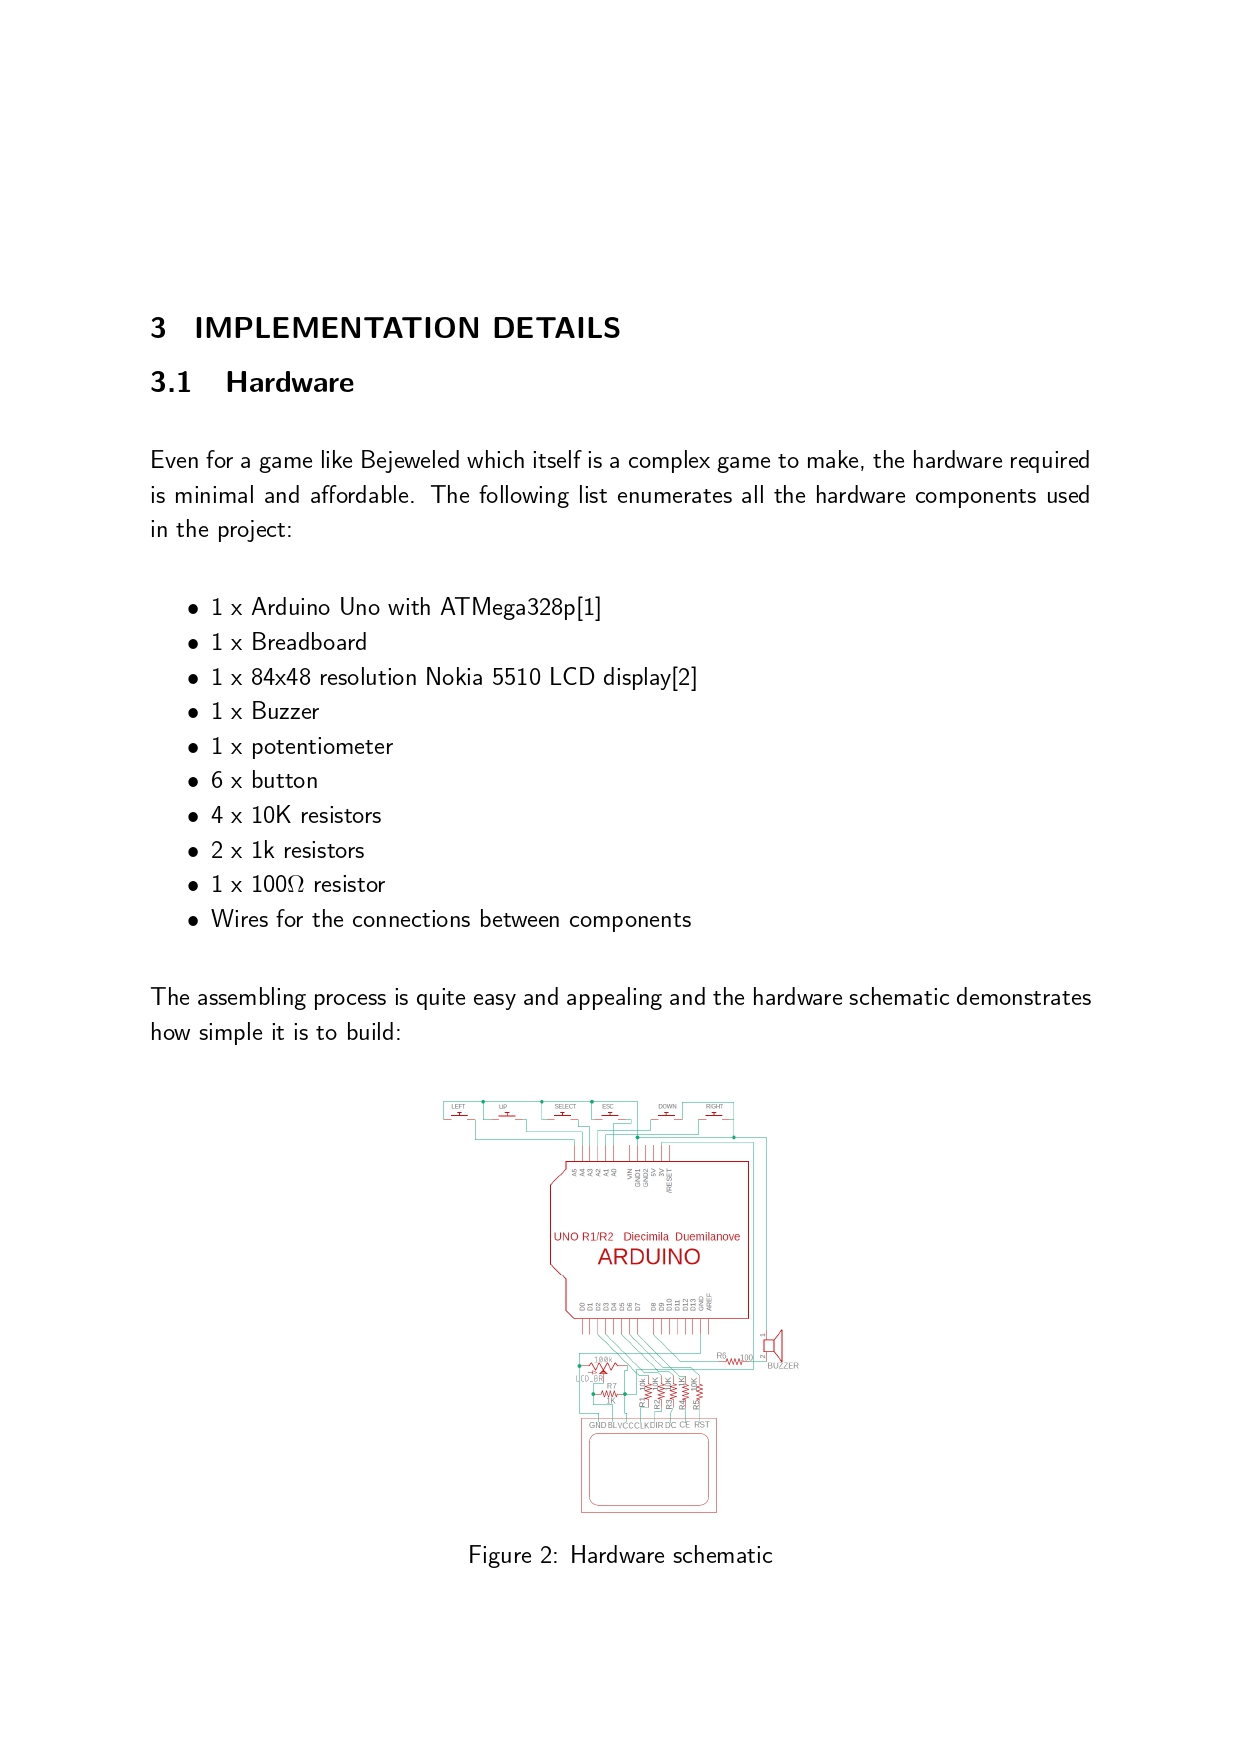 3 IMPLEMENTATION DETAILS
3.1 Hardware
Even for a game like Bejeweled which itself is a complex game to make, the hardware required
is minimal and affordable. The following list enumerates all the hardware components used
in the project:
• 1 x Arduino Uno with ATMega328p[1]
• 1 x Breadboard
• 1 x 84x48 resolution Nokia 5510 LCD display[2]
• 1 x Buzzer
• 1 x potentiometer
• 6 x button
• 4 x 10K resistors
• 2 x 1k resistors
• 1 x 100Ω resistor
• Wires for the connections between components
The assembling process is quite easy and appealing and the hardware schematic demonstrates
how simple it is to build:
LEFT UP SELECT ESC DOWN RIGHT
A5 A4 A3 A2 A1 A0 VIN GND1 GND2 5V 3V /RESET
UNO R1/R2 Diecimila Duemilanove
ARDUINO
D0 D1 D2 D3 D4 D5 D6 D7 D8 D9 D10 D11 D12 D13 GND AREF
1
2
BUZZER
R6 100
100k
LCD_BR
R7
1K
R1 10K R2 10K R3 10K R4 1K R5 10K
GND BL VCC CLK DIR DC CE RST
Figure 2: Hardware schematic